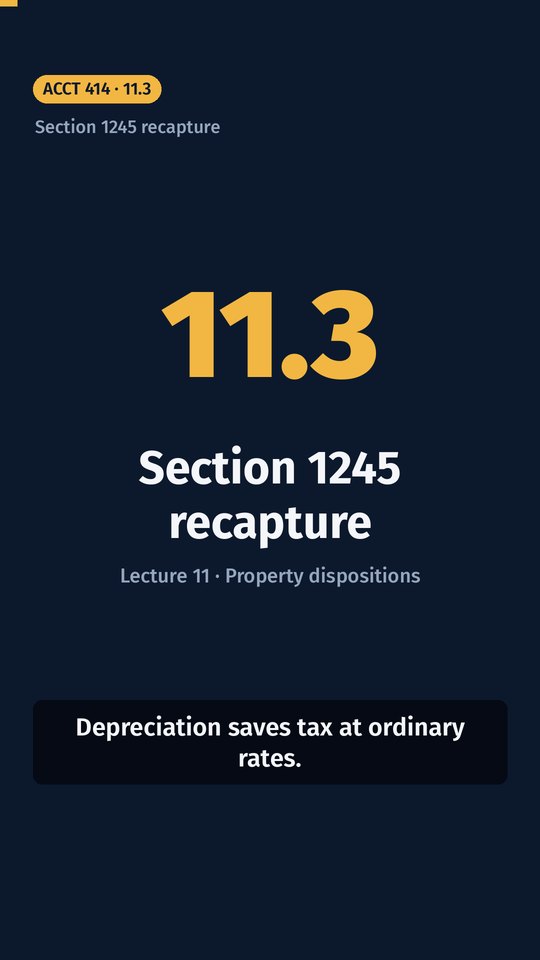 ACCT 414 · 11.3
Section 1245 recapture
11.3
Section 1245
recapture
Lecture 11 · Property dispositions
Depreciation saves tax at ordinary
rates.